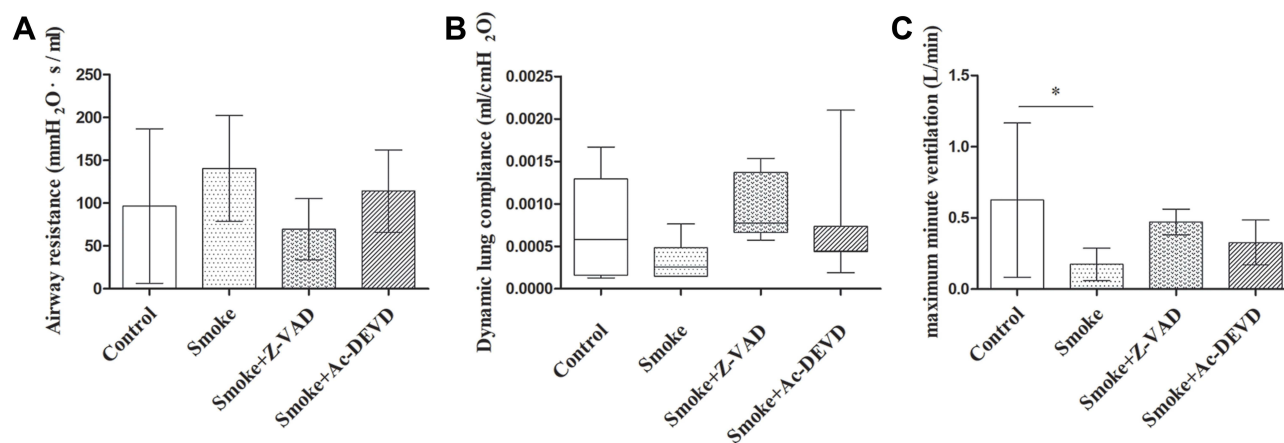 A
Airway resistance (mmH2O· s / ml)
250
200
150
100
50
0
Control
Smoke
Smoke+Z-VAD
Smoke+Ac-DEVD
B
Dynamic lung compliance (ml/cmH2O)
0.0025
0.0020
0.0015
0.0010
0.0005
0.0000
Control
Smoke
Smoke+Z-VAD
Smoke+Ac-DEVD
C
maximum minute ventilation (L/min)
1.5
1.0
0.5
0.0
*
Control
Smoke
Smoke+Z-VAD
Smoke+Ac-DEVD